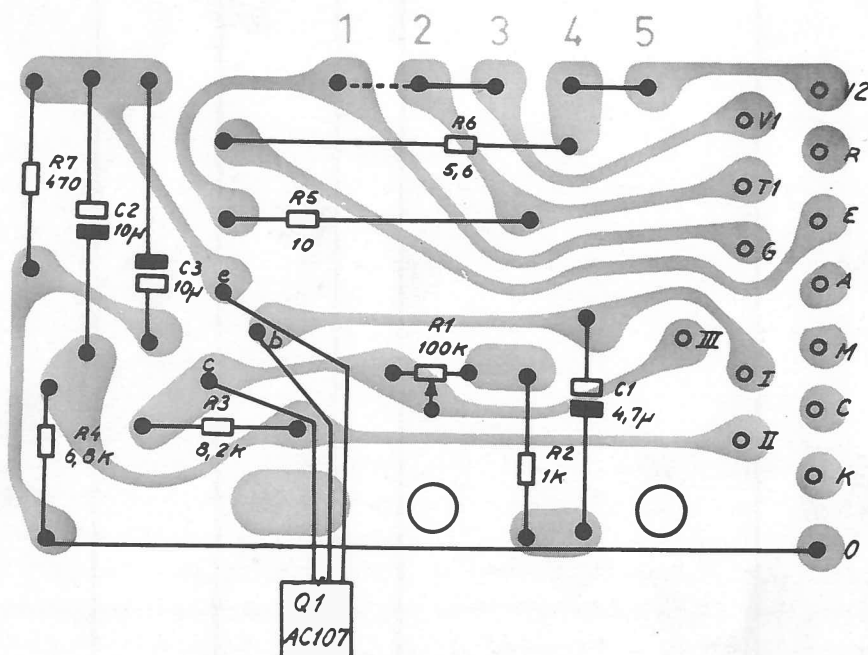 1 2 3 4 5
V2
R6
5,6
V1
R
R7
470
T1
R5
10
E
C2
10µ
G
C3
10µ
e
A
b
R1
100K
III
M
c
I
C1
4,7µ
C
R3
8,2K
R4
6,8K
II
R2
1K
K
O
Q1
AC107